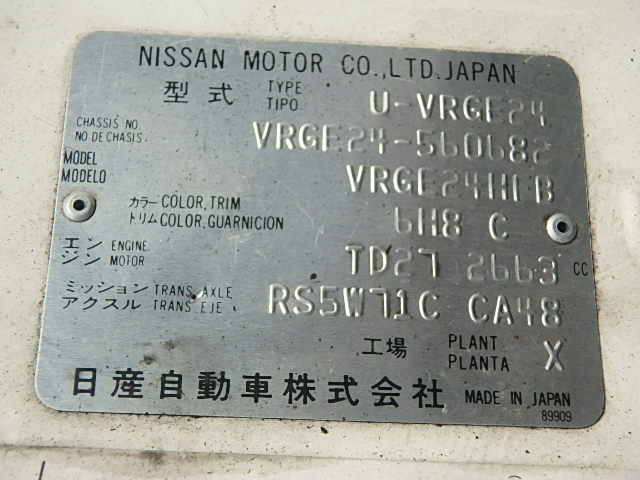 NISSAN MOTOR CO.,LTD.JAPAN
型式 TYPE TIPO U-VRGE24
CHASSIS NO NO DE CHASIS VRGE24-560682
MODEL MODELO VRGE24HFB
カラー COLOR,TRIM トリム COLOR,GUARNICION 6H8 C
エンジン ENGINE MOTOR TD27 2663 CC
ミッション TRANS.AXLE アクスル TRANS.EJE RS5W71C CA48
工場 PLANT PLANTA X
日産自動車株式会社 MADE IN JAPAN
89909